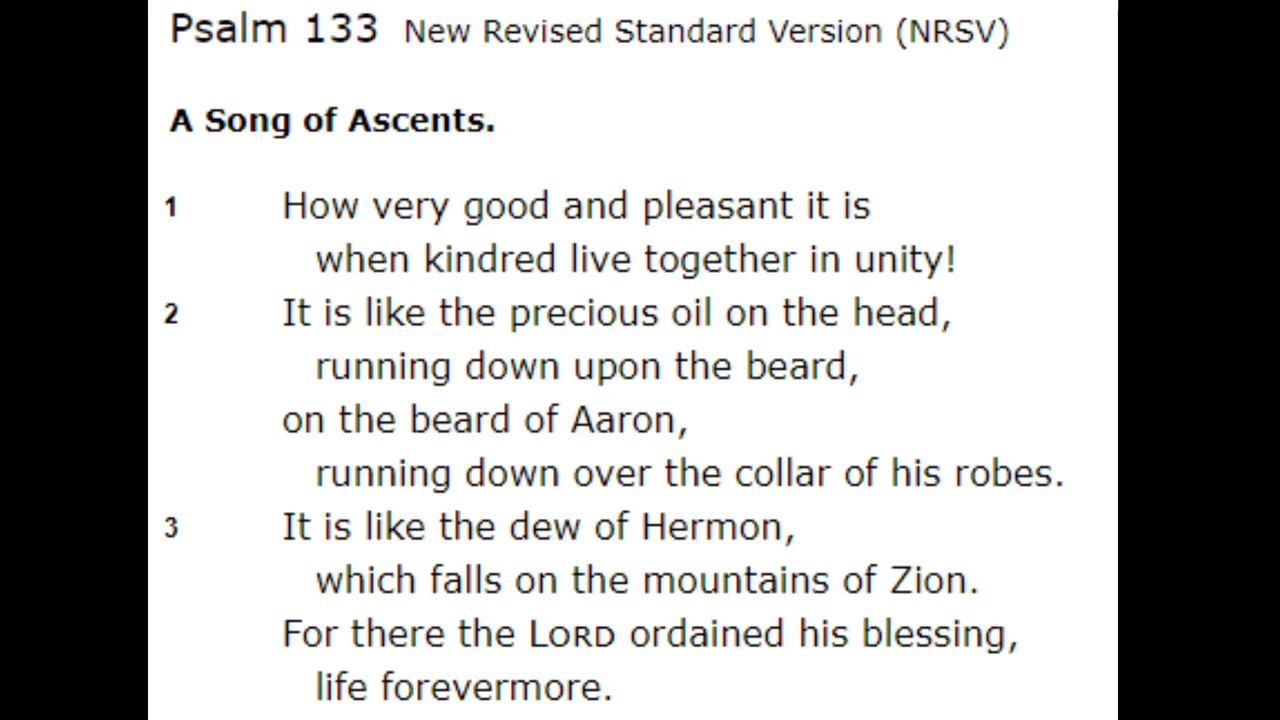 Psalm 133 New Revised Standard Version (NRSV)
A Song of Ascents.
1 How very good and pleasant it is
when kindred live together in unity!
2 It is like the precious oil on the head,
running down upon the beard,
on the beard of Aaron,
running down over the collar of his robes.
3 It is like the dew of Hermon,
which falls on the mountains of Zion.
For there the LORD ordained his blessing,
life forevermore.